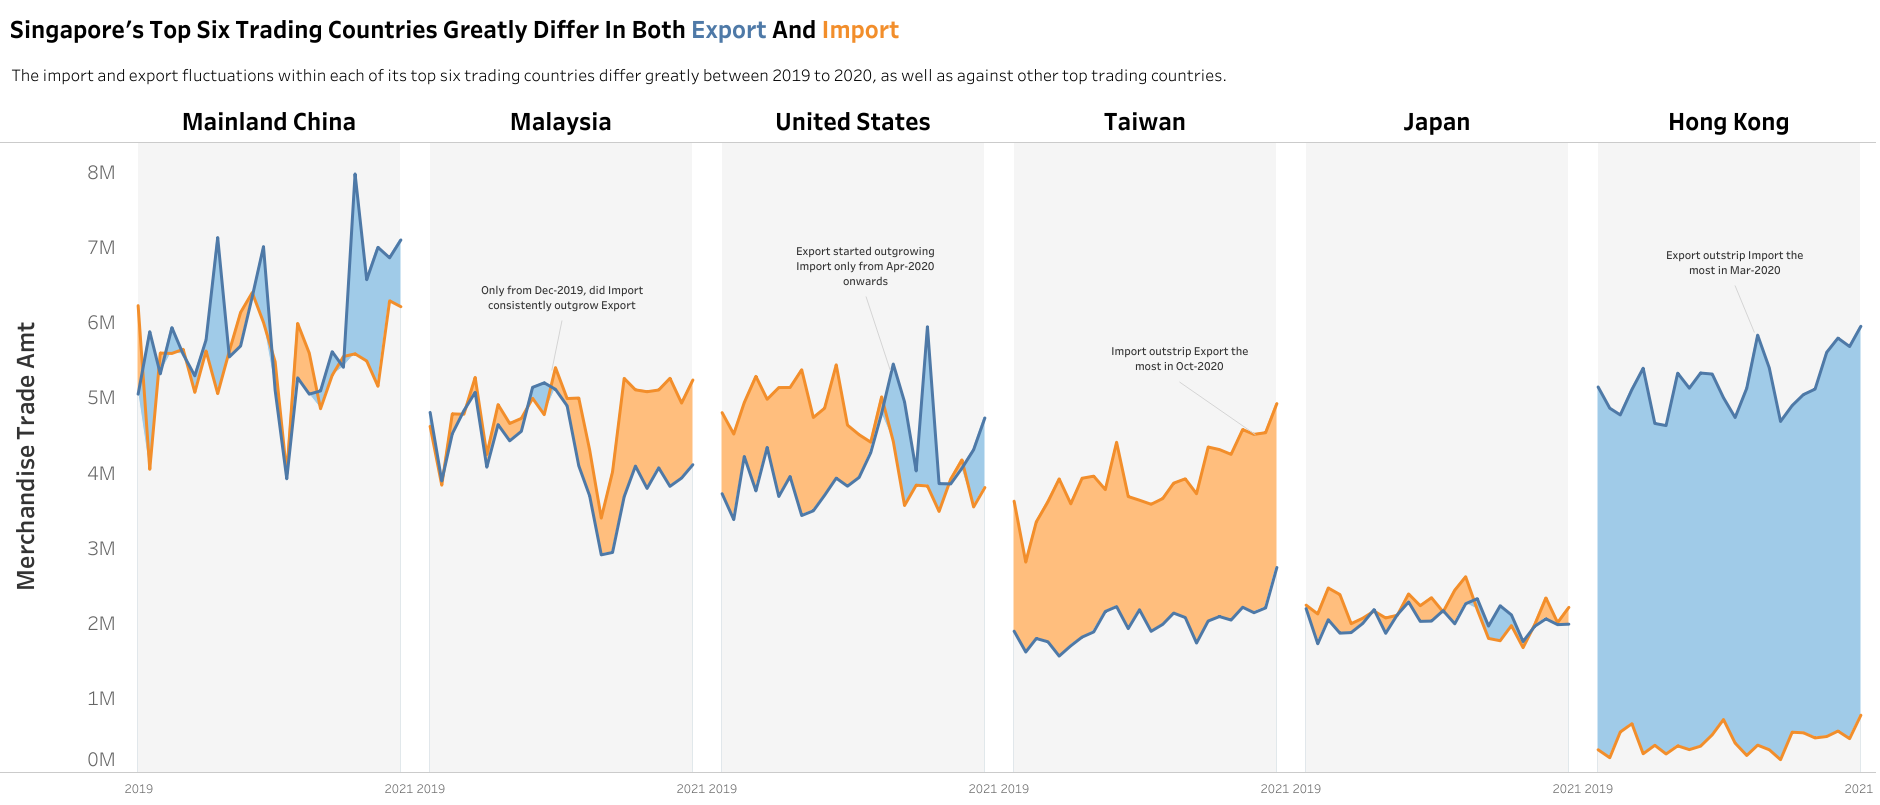 Singapore’s Top Six Trading Countries Greatly Differ In Both Export And Import
The import and export fluctuations within each of its top six trading countries differ greatly between 2019 to 2020, as well as against other top trading countries.
Mainland China
Malaysia
United States
Taiwan
Japan
Hong Kong
Merchandise Trade Amt
8M
7M
6M
5M
4M
3M
2M
1M
0M
Only from Dec-2019, did Import
consistently outgrow Export
Export started outgrowing
Import only from Apr-2020
onwards
Import outstrip Export the
most in Oct-2020
Export outstrip Import the
most in Mar-2020
2019
2021
2019
2021
2019
2021
2019
2021
2019
2021
2019
2021